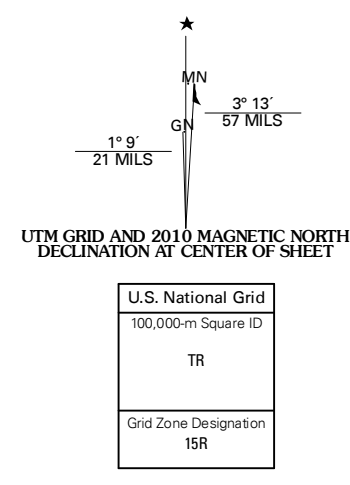 ★
MN
3° 13´
57 MILS
GN
1° 9´
21 MILS
UTM GRID AND 2010 MAGNETIC NORTH
DECLINATION AT CENTER OF SHEET
U.S. National Grid
100,000-m Square ID
TR
Grid Zone Designation
15R